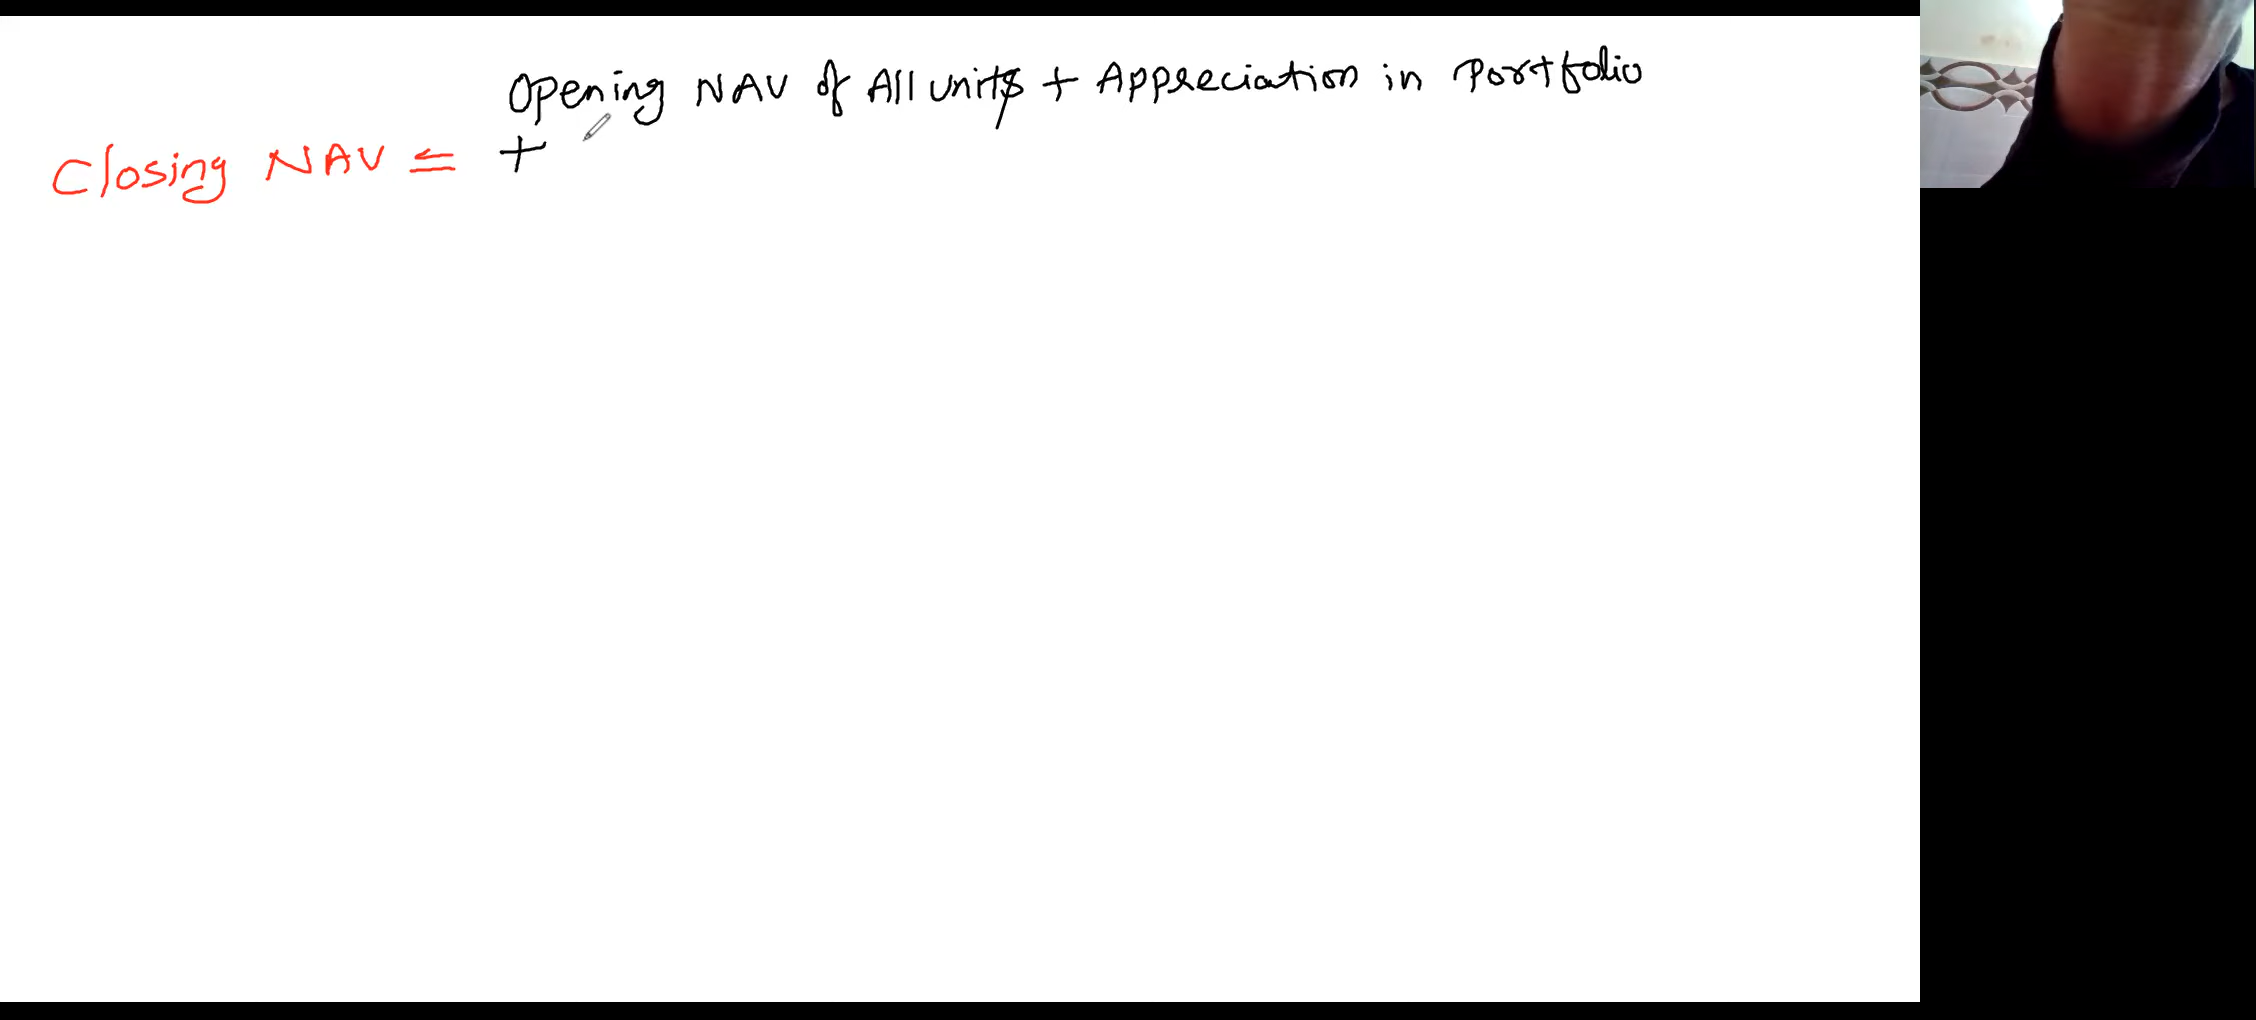 Opening NAV of All units + Appreciation in Portfolio
Closing NAV = +